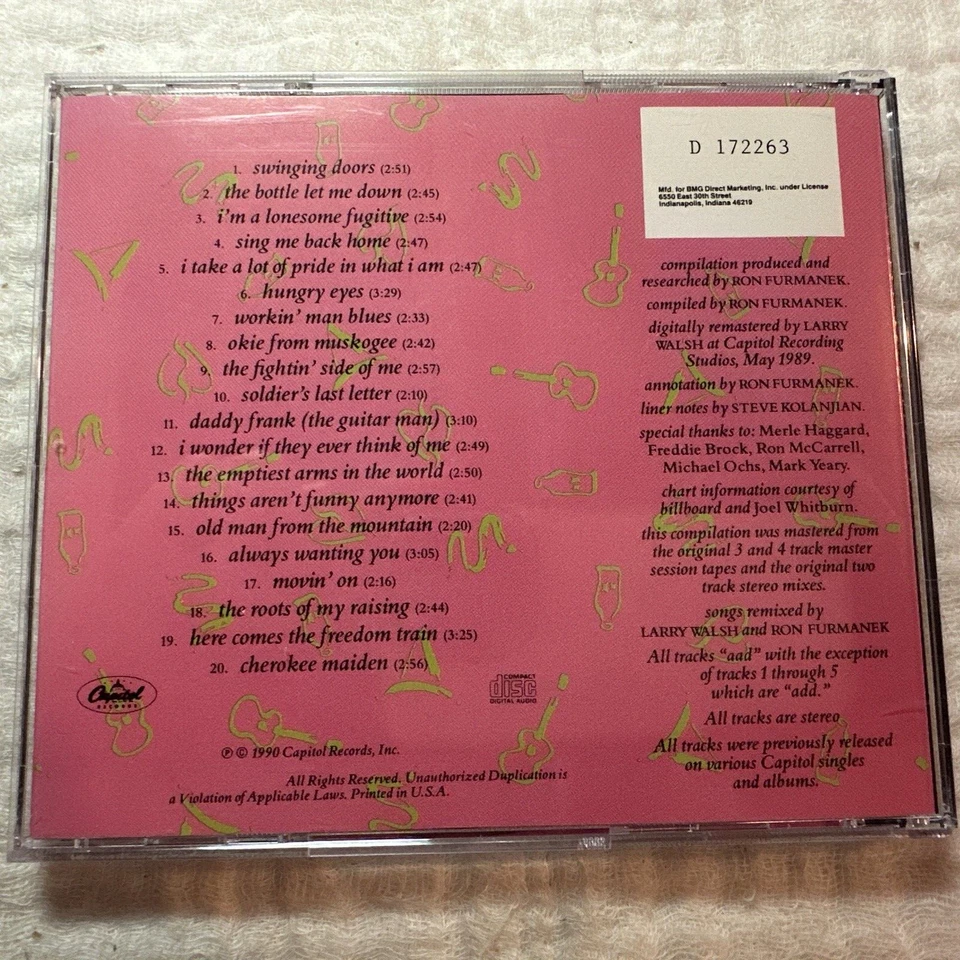 1. swinging doors (2:51)
2. the bottle let me down (2:45)
3. i'm a lonesome fugitive (2:54)
4. sing me back home (2:47)
5. i take a lot of pride in what i am (2:47)
6. hungry eyes (3:29)
7. workin' man blues (2:33)
8. okie from muskogee (2:42)
9. the fightin' side of me (2:57)
10. soldier's last letter (2:10)
11. daddy frank (the guitar man) (3:10)
12. i wonder if they ever think of me (2:49)
13. the emptiest arms in the world (2:50)
14. things aren't funny anymore (2:41)
15. old man from the mountain (2:20)
16. always wanting you (3:05)
17. movin' on (2:16)
18. the roots of my raising (2:44)
19. here comes the freedom train (3:25)
20. cherokee maiden (2:56)
Capitol
RECORDS
COMPACT
disc
DIGITAL AUDIO
℗ © 1990 Capitol Records, Inc.
All Rights Reserved. Unauthorized Duplication is
a Violation of Applicable Laws. Printed in U.S.A.
D 172263
Mfd. for BMG Direct Marketing, Inc. under License
6550 East 30th Street
Indianapolis, Indiana 46219
compilation produced and
researched by RON FURMANEK.
compiled by RON FURMANEK.
digitally remastered by LARRY
WALSH at Capitol Recording
Studios, May 1989.
annotation by RON FURMANEK.
liner notes by STEVE KOLANJIAN.
special thanks to: Merle Haggard,
Freddie Brock, Ron McCarrell,
Michael Ochs, Mark Yeary.
chart information courtesy of
billboard and Joel Whitburn.
this compilation was mastered from
the original 3 and 4 track master
session tapes and the original two
track stereo mixes.
songs remixed by
LARRY WALSH and RON FURMANEK
All tracks "aad" with the exception
of tracks 1 through 5
which are "add."
All tracks are stereo
All tracks were previously released
on various Capitol singles
and albums.